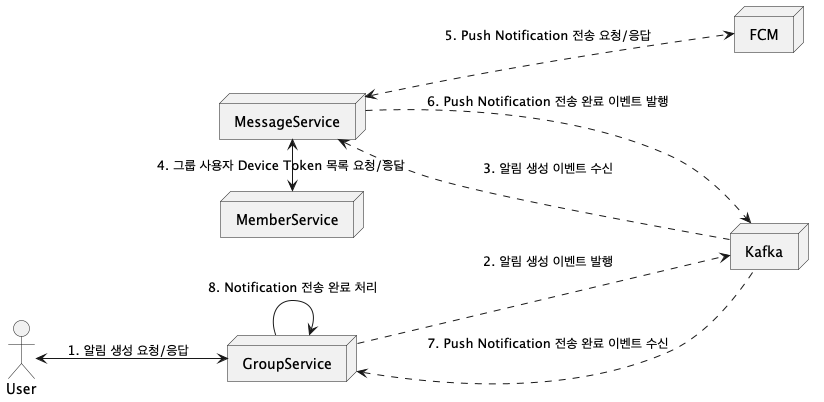 5. Push Notification 전송 요청/응답
FCM
MessageService
6. Push Notification 전송 완료 이벤트 발행
4. 그룹 사용자 Device Token 목록 요청/응답
3. 알림 생성 이벤트 수신
MemberService
Kafka
2. 알림 생성 이벤트 발행
8. Notification 전송 완료 처리
7. Push Notification 전송 완료 이벤트 수신
1. 알림 생성 요청/응답
GroupService
User